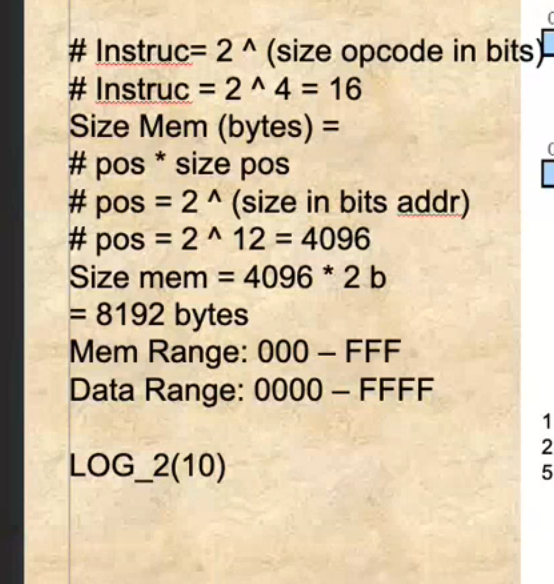 # Instruc= 2 ^ (size opcode in bits)
# Instruc = 2 ^ 4 = 16
Size Mem (bytes) =
# pos * size pos
# pos = 2 ^ (size in bits addr)
# pos = 2 ^ 12 = 4096
Size mem = 4096 * 2 b
= 8192 bytes
Mem Range: 000 – FFF
Data Range: 0000 – FFFF
LOG_2(10)
1
2
5